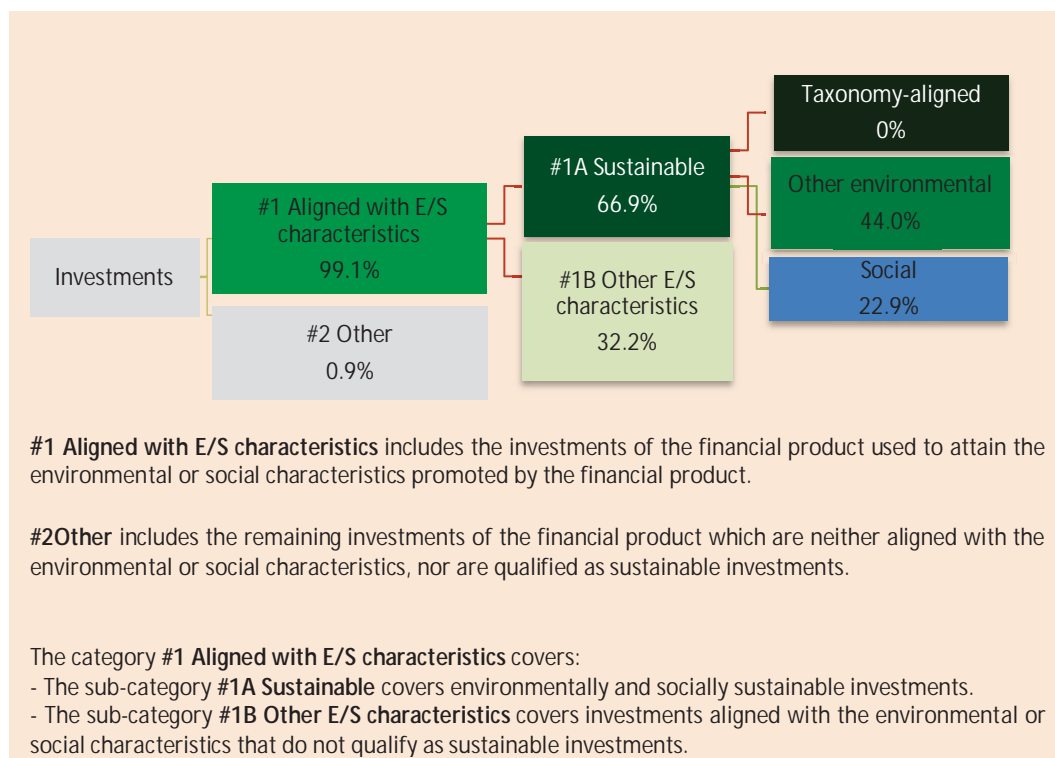 Taxonomy-aligned
0%
#1A Sustainable
66.9%
Other environmental
44.0%
#1 Aligned with E/S
characteristics
99.1%
Investments
#1B Other E/S
characteristics
32.2%
Social
22.9%
#2 Other
0.9%
#1 Aligned with E/S characteristics includes the investments of the financial product used to attain the
environmental or social characteristics promoted by the financial product.
#2Other includes the remaining investments of the financial product which are neither aligned with the
environmental or social characteristics, nor are qualified as sustainable investments.
The category #1 Aligned with E/S characteristics covers:
- The sub-category #1A Sustainable covers environmentally and socially sustainable investments.
- The sub-category #1B Other E/S characteristics covers investments aligned with the environmental or
social characteristics that do not qualify as sustainable investments.